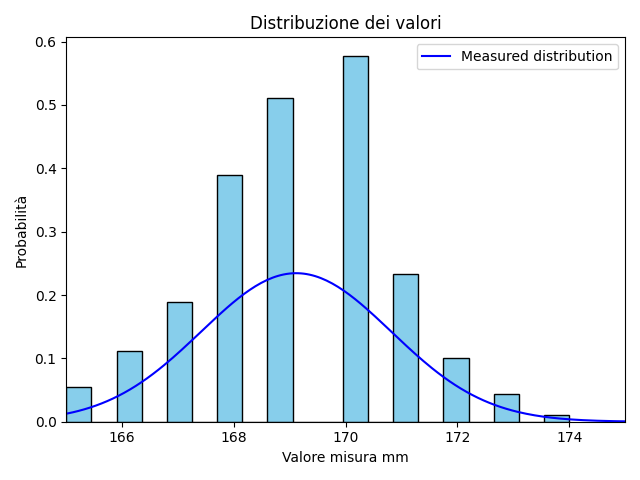 Distribuzione dei valori
Measured distribution
0.6
0.5
0.4
0.3
0.2
0.1
0.0
Probabilità
166 168 170 172 174
Valore misura mm